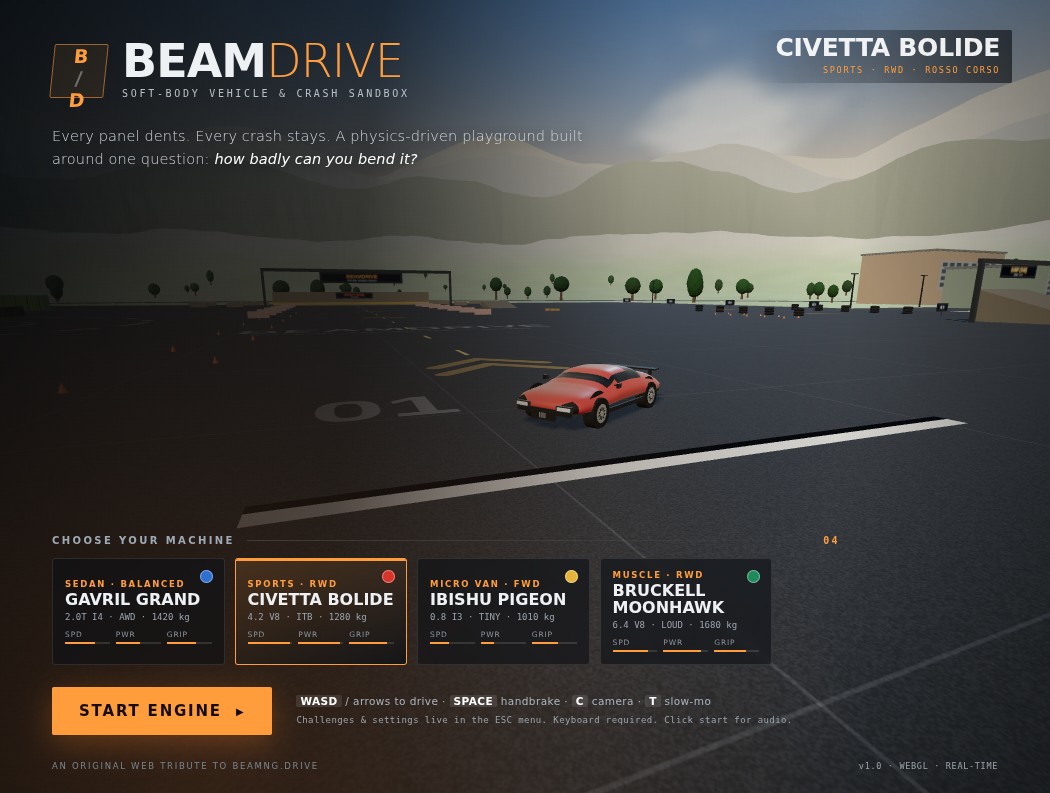 B
/
D
BEAMDRIVE
SOFT-BODY VEHICLE & CRASH SANDBOX
CIVETTA BOLIDE
SPORTS · RWD · ROSSO CORSO
Every panel dents. Every crash stays. A physics-driven playground built
around one question: how badly can you bend it?
01
CHOOSE YOUR MACHINE
04
SEDAN · BALANCED
GAVRIL GRAND
2.0T I4 · AWD · 1420 kg
SPD PWR GRIP
SPORTS · RWD
CIVETTA BOLIDE
4.2 V8 · ITB · 1280 kg
SPD PWR GRIP
MICRO VAN · FWD
IBISHU PIGEON
0.8 I3 · TINY · 1010 kg
SPD PWR GRIP
MUSCLE · RWD
BRUCKELL
MOONHAWK
6.4 V8 · LOUD · 1680 kg
SPD PWR GRIP
START ENGINE ▸
WASD / arrows to drive · SPACE handbrake · C camera · T slow-mo
Challenges & settings live in the ESC menu. Keyboard required. Click start for audio.
AN ORIGINAL WEB TRIBUTE TO BEAMNG.DRIVE
v1.0 · WEBGL · REAL-TIME